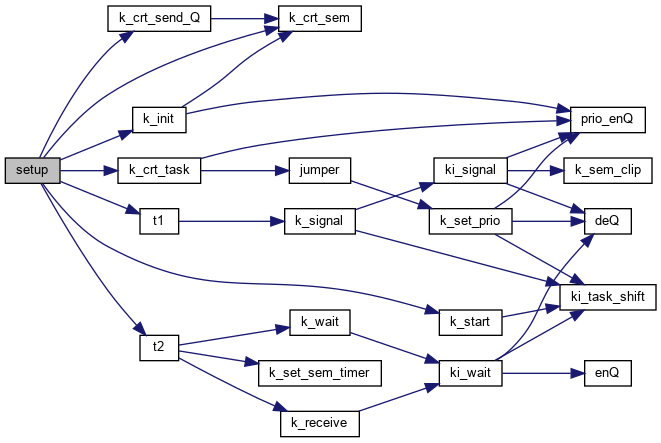 k_crt_send_Q
k_crt_sem
k_init
prio_enQ
setup
k_crt_task
jumper
ki_signal
k_sem_clip
t1
k_signal
k_set_prio
deQ
ki_task_shift
k_start
k_wait
t2
k_set_sem_timer
ki_wait
enQ
k_receive